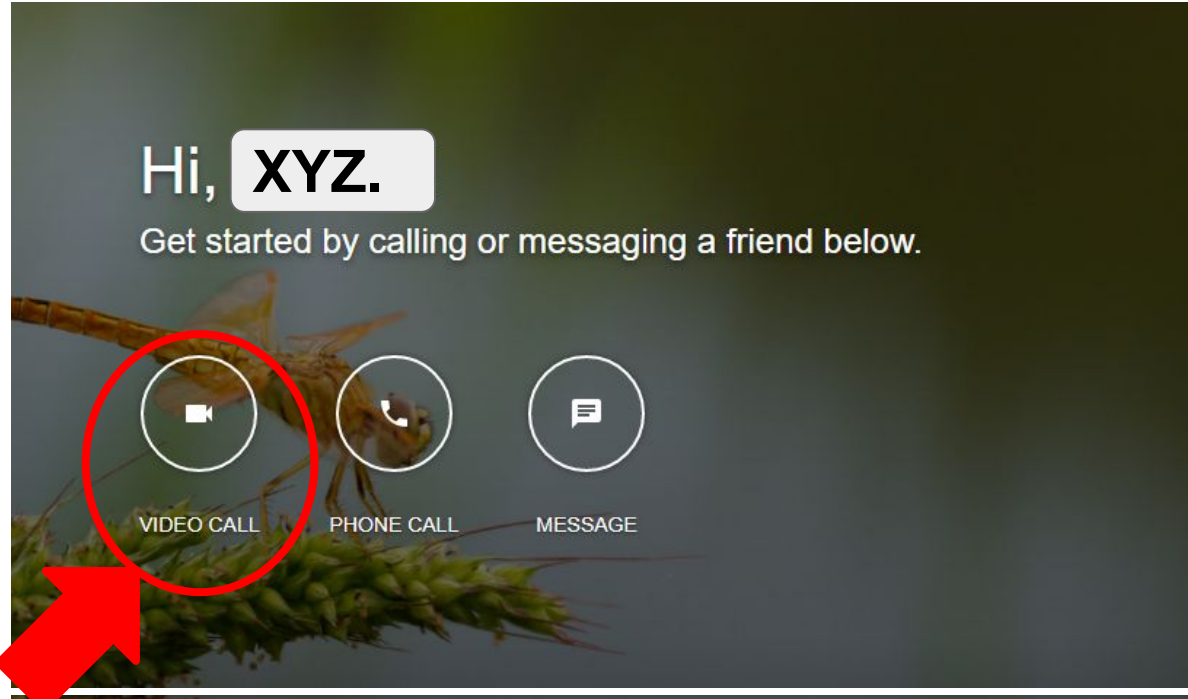 Hi, XYZ.
Get started by calling or messaging a friend below.
VIDEO CALL PHONE CALL MESSAGE